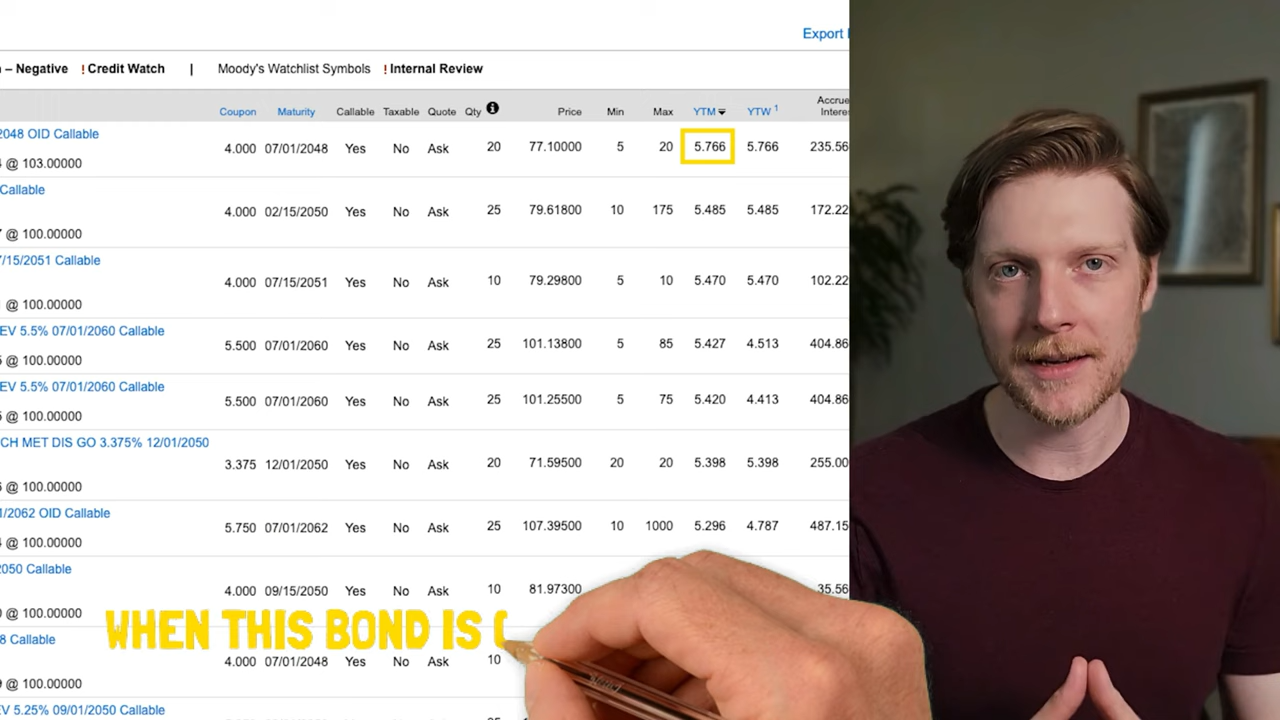 Export
– Negative ! Credit Watch | Moody's Watchlist Symbols ! Internal Review
Coupon Maturity Callable Taxable Quote Qty i Price Min Max YTM YTW 1 Accrue
Interes
2048 OID Callable
4.000 07/01/2048 Yes No Ask 20 77.10000 5 20 5.766 5.766 235.56
@ 103.00000
Callable
4.000 02/15/2050 Yes No Ask 25 79.61800 10 175 5.485 5.485 172.22
@ 100.00000
/15/2051 Callable
4.000 07/15/2051 Yes No Ask 10 79.29800 5 10 5.470 5.470 102.22
@ 100.00000
EV 5.5% 07/01/2060 Callable
5.500 07/01/2060 Yes No Ask 25 101.13800 5 85 5.427 4.513 404.86
@ 100.00000
EV 5.5% 07/01/2060 Callable
5.500 07/01/2060 Yes No Ask 25 101.25500 5 75 5.420 4.413 404.86
@ 100.00000
CH MET DIS GO 3.375% 12/01/2050
3.375 12/01/2050 Yes No Ask 20 71.59500 20 20 5.398 5.398 255.00
@ 100.00000
1/2062 OID Callable
5.750 07/01/2062 Yes No Ask 25 107.39500 10 1000 5.296 4.787 487.15
@ 100.00000
2050 Callable
4.000 09/15/2050 Yes No Ask 10 81.97300 35.56
@ 100.00000
WHEN THIS BOND IS
8 Callable
4.000 07/01/2048 Yes No Ask 10
@ 100.00000
EV 5.25% 09/01/2050 Callable